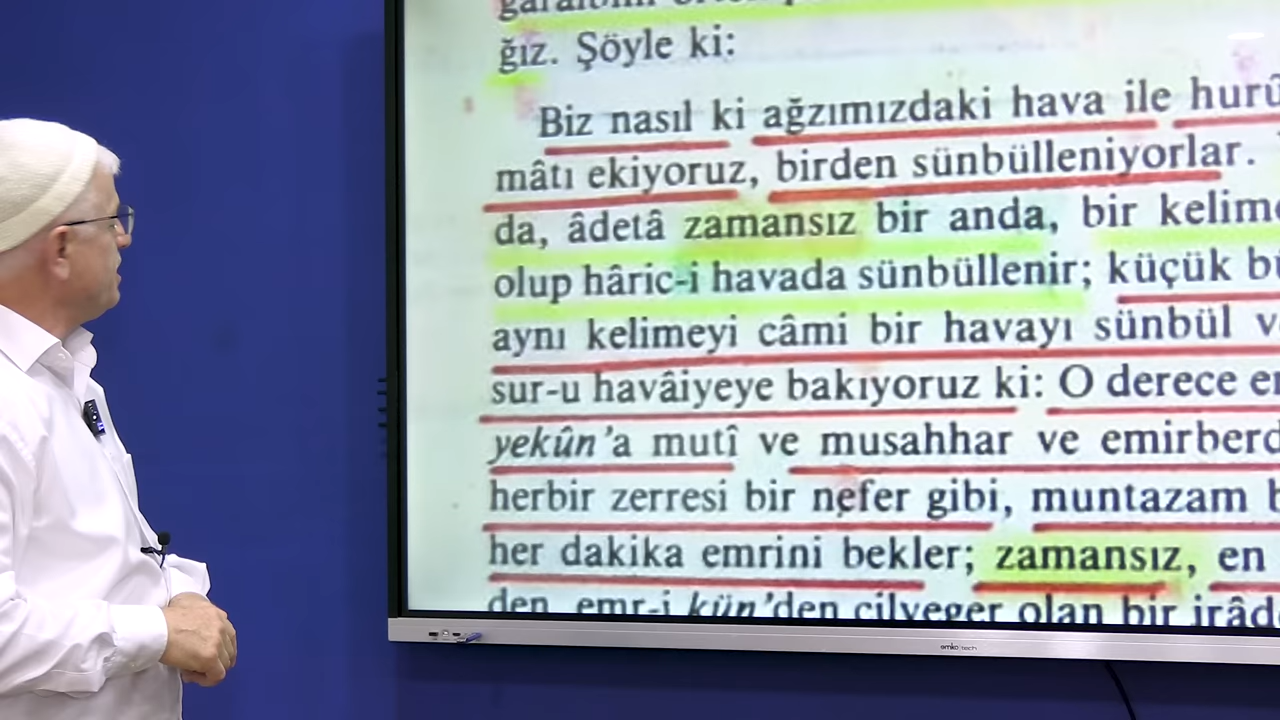 ğız. Şöyle ki:
Biz nasıl ki ağzımızdaki hava ile hurû
mâtı ekiyoruz, birden sünbülleniyorlar.
da, âdetâ zamansız bir anda, bir kelime
olup hâric-i havada sünbüllenir; küçük bü
aynı kelimeyi câmi bir havayı sünbül v
sur-u havâiyeye bakıyoruz ki: O derece e
yekûn'a mutî ve musahhar ve emirberd
herbir zerresi bir nefer gibi, muntazam b
her dakika emrini bekler; zamansız, en
den, emr-i kün'den cilveger olan bir irâd
emko tech